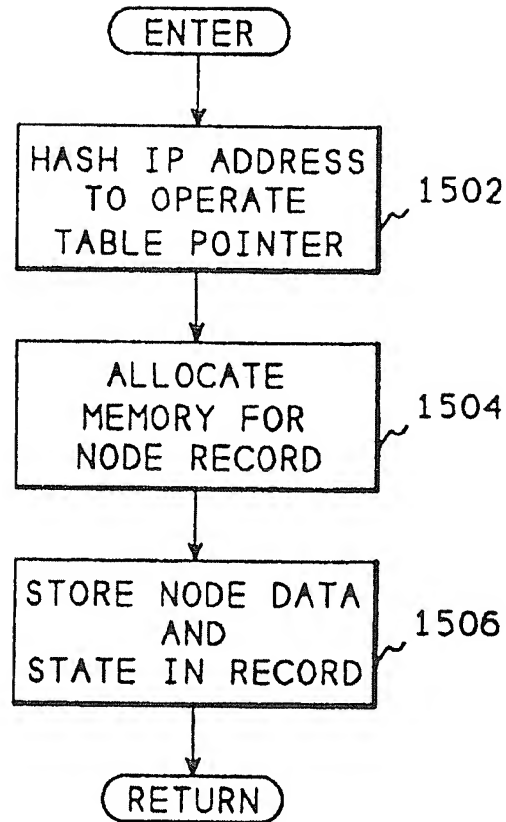 ENTER
HASH IP ADDRESS
TO OPERATE
TABLE POINTER
1502
ALLOCATE
MEMORY FOR
NODE RECORD
1504
STORE NODE DATA
AND
STATE IN RECORD
1506
RETURN